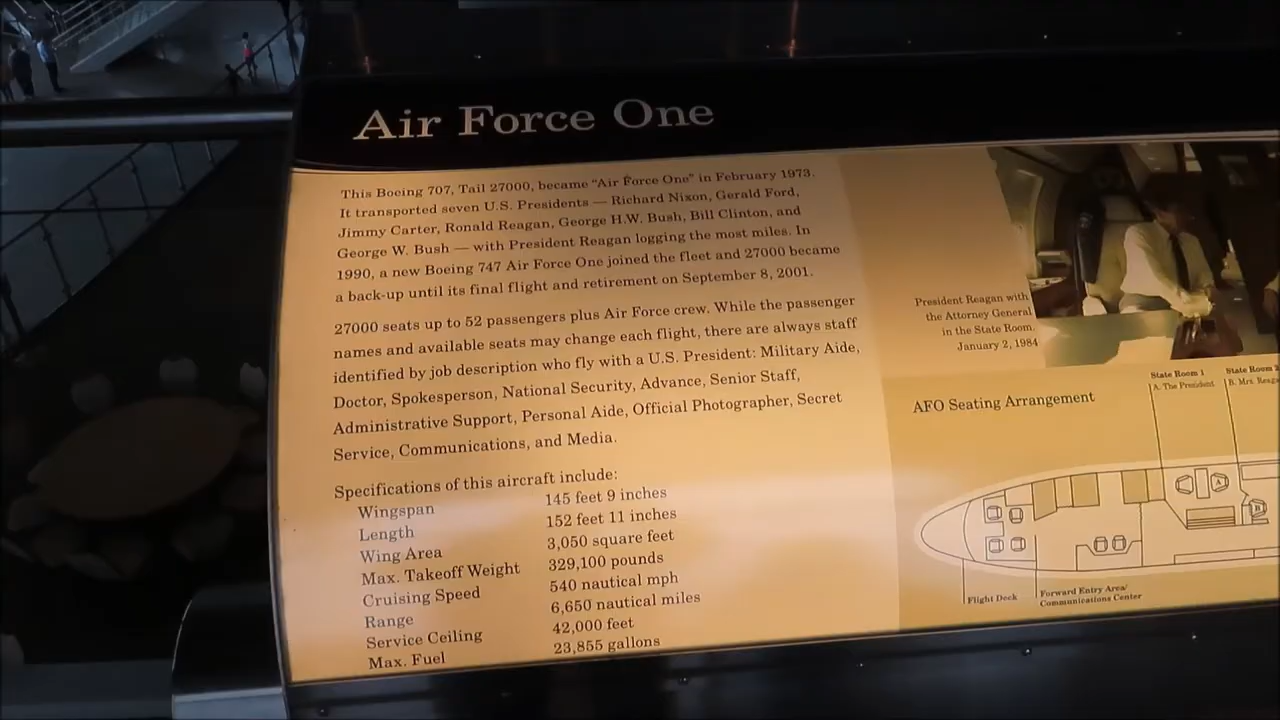 Air Force One
This Boeing 707, Tail 27000, became “Air Force One” in February 1973.
It transported seven U.S. Presidents — Richard Nixon, Gerald Ford,
Jimmy Carter, Ronald Reagan, George H.W. Bush, Bill Clinton, and
George W. Bush — with President Reagan logging the most miles. In
1990, a new Boeing 747 Air Force One joined the fleet and 27000 became
a back-up until its final flight and retirement on September 8, 2001.
27000 seats up to 52 passengers plus Air Force crew. While the passenger
names and available seats may change each flight, there are always staff
identified by job description who fly with a U.S. President: Military Aide,
Doctor, Spokesperson, National Security, Advance, Senior Staff,
Administrative Support, Personal Aide, Official Photographer, Secret
Service, Communications, and Media.
Specifications of this aircraft include:
Wingspan 145 feet 9 inches
Length 152 feet 11 inches
Wing Area 3,050 square feet
Max. Takeoff Weight 329,100 pounds
Cruising Speed 540 nautical mph
Range 6,650 nautical miles
Service Ceiling 42,000 feet
Max. Fuel 23,855 gallons
President Reagan with
the Attorney General
in the State Room.
January 2, 1984
AFO Seating Arrangement
State Room 1
A. The President
State Room
B. Mrs.
A
B
Flight Deck
Forward Entry Area/
Communications Center